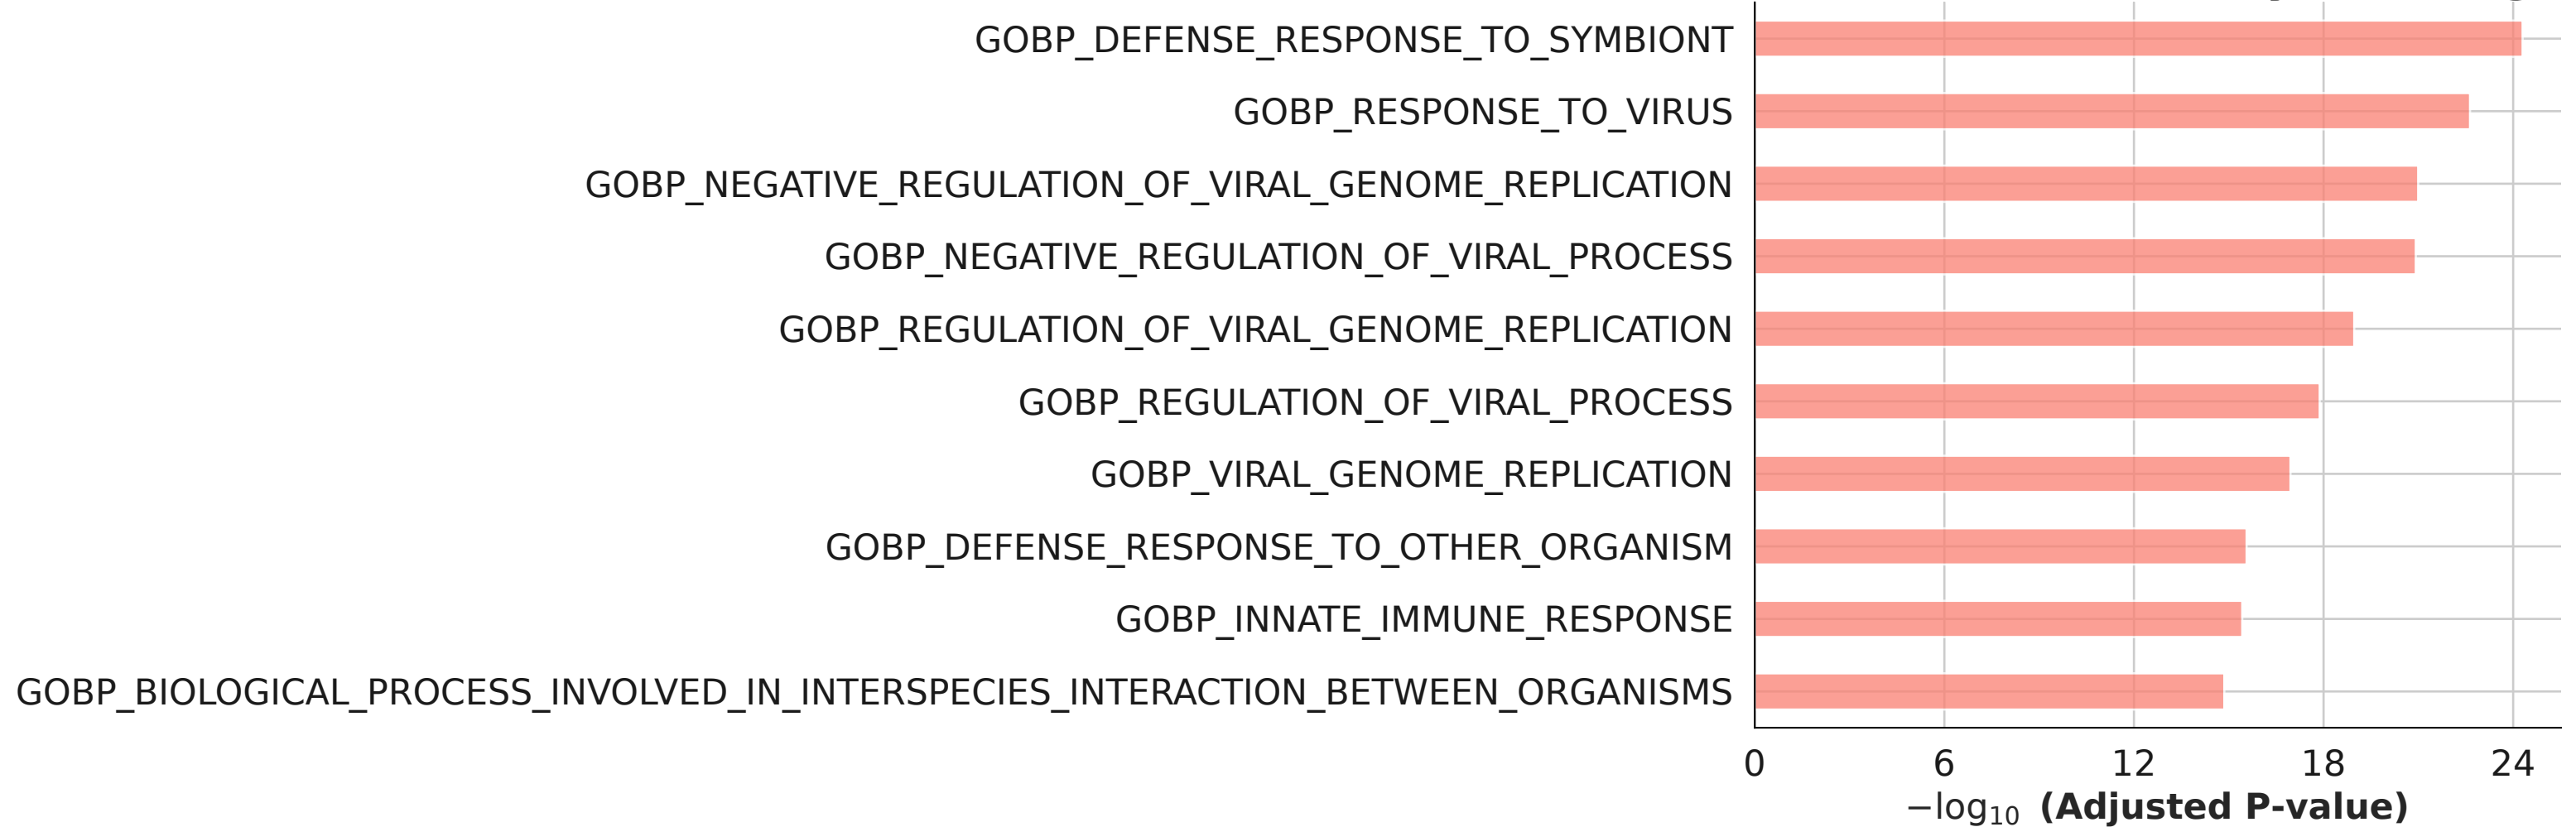 GOBP_DEFENSE_RESPONSE_TO_SYMBIONT
GOBP_RESPONSE_TO_VIRUS
GOBP_NEGATIVE_REGULATION_OF_VIRAL_GENOME_REPLICATION
GOBP_NEGATIVE_REGULATION_OF_VIRAL_PROCESS
GOBP_REGULATION_OF_VIRAL_GENOME_REPLICATION
GOBP_REGULATION_OF_VIRAL_PROCESS
GOBP_VIRAL_GENOME_REPLICATION
GOBP_DEFENSE_RESPONSE_TO_OTHER_ORGANISM
GOBP_INNATE_IMMUNE_RESPONSE
GOBP_BIOLOGICAL_PROCESS_INVOLVED_IN_INTERSPECIES_INTERACTION_BETWEEN_ORGANISMS
0 6 12 18 24
−log₁₀ (Adjusted P-value)